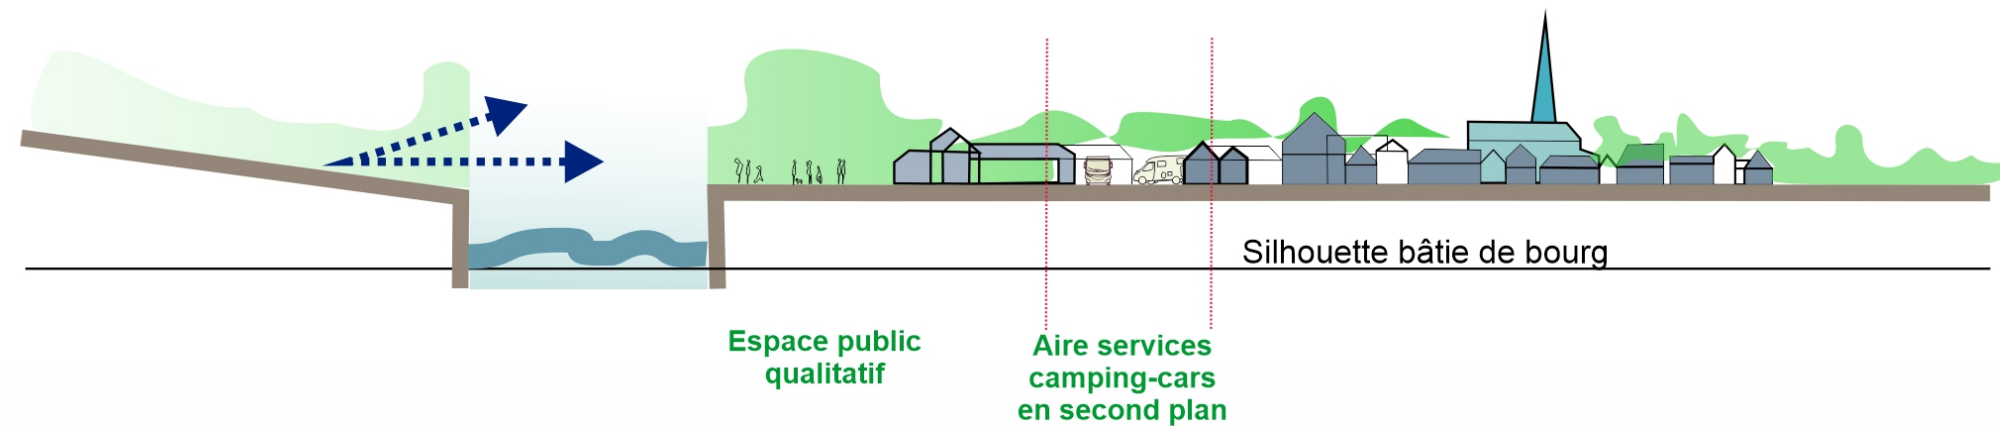 Silhouette bâtie de bourg
Espace public
qualitatif
Aire services
camping-cars
en second plan